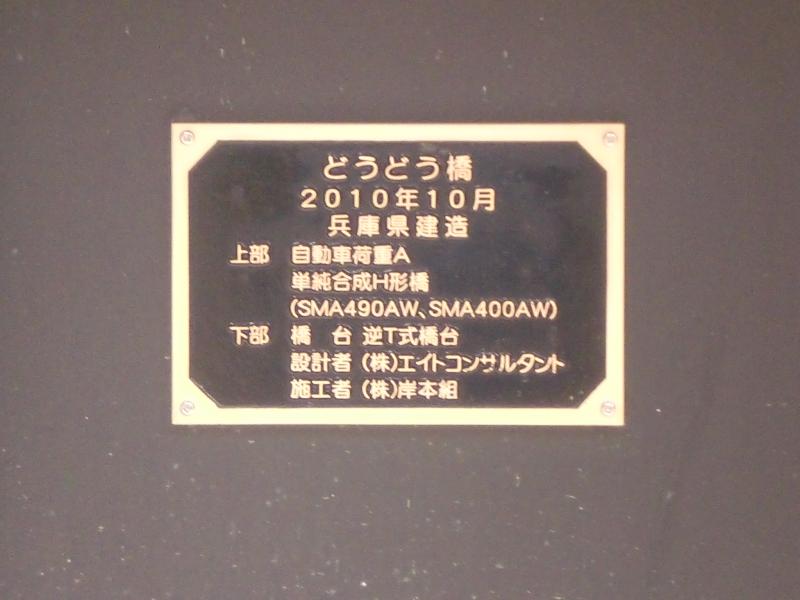 どうどう橋
2010年10月
兵庫県建造
上部 自動車荷重A
単純合成H形橋
(SMA490AW、SMA400AW)
下部 橋 台 逆T式橋台
設計者 (株)エイトコンサルタント
施工者 (株)岸本組